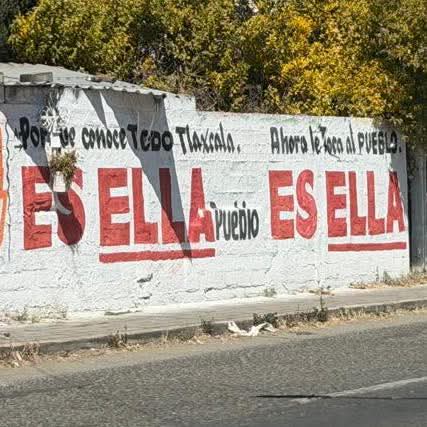 Porque conoce TODO Tlaxcala.
ES ELLA
Pueblo
Ahora le Toca al PUEBLO.
ES ELLA